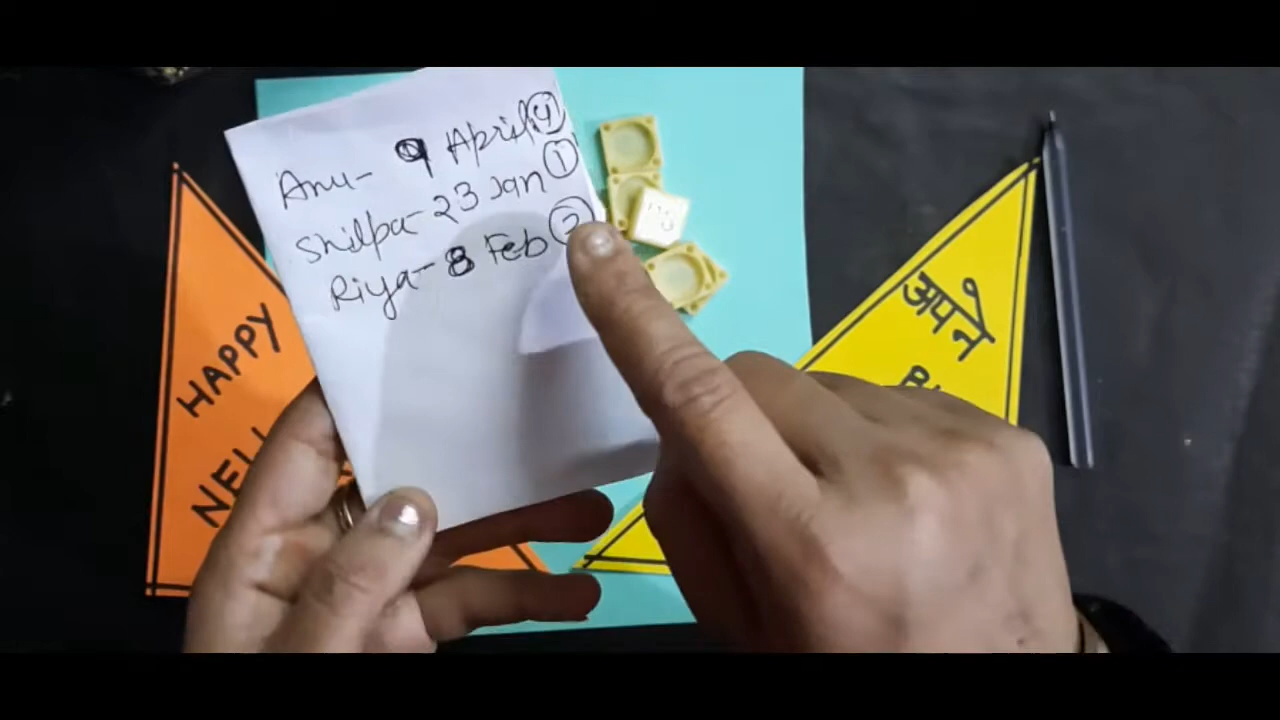 Anu- 9 April 4
Shilpa- 23 Jan 1
Riya- 8 Feb 2
HAPPY
अपने